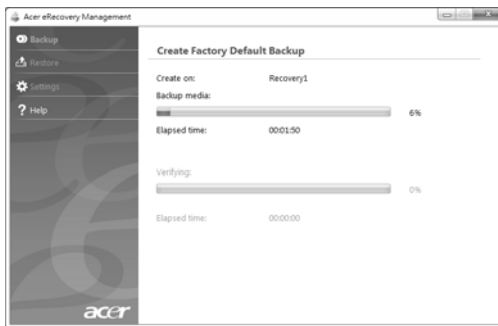 Acer eRecovery Management
Backup
Restore
Settings
Help
Create Factory Default Backup
Create on: Recovery1
Backup media:
6%
Elapsed time: 00:01:50
Verifying:
0%
Elapsed time: 00:00:00
acer